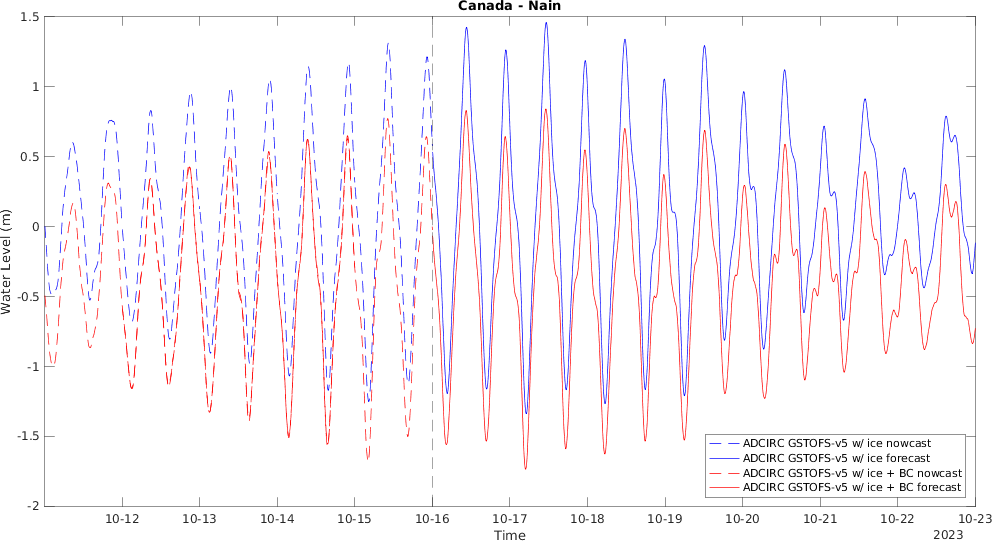 Canada - Nain
1.5
1
0.5
0
-0.5
-1
-1.5
-2
Water Level (m)
10-12 10-13 10-14 10-15 10-16 10-17 10-18 10-19 10-20 10-21 10-22 10-23
Time
2023
ADCIRC GSTOFS-v5 w/ ice nowcast
ADCIRC GSTOFS-v5 w/ ice forecast
ADCIRC GSTOFS-v5 w/ ice + BC nowcast
ADCIRC GSTOFS-v5 w/ ice + BC forecast